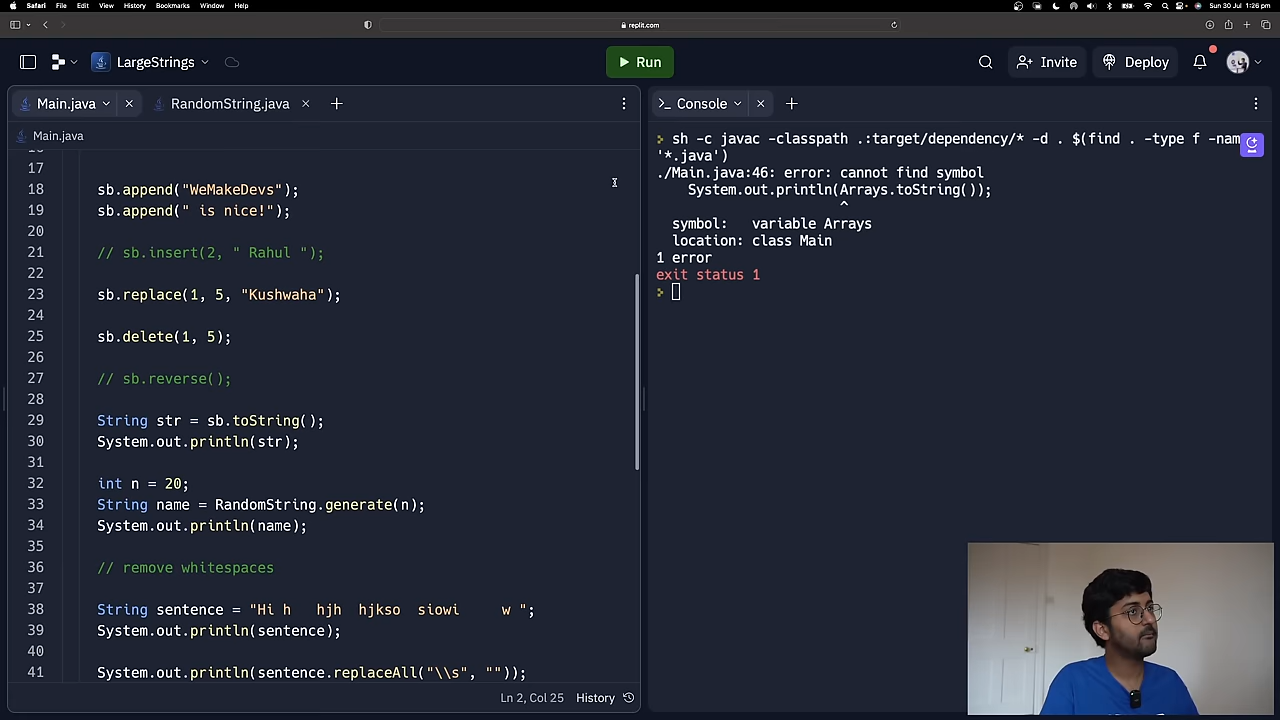 Safari File Edit View History Bookmarks Window Help
Sun 30 Jul 1:26 pm
replit.com
LargeStrings
Run
Invite
Deploy
Main.java
RandomString.java
Main.java
17
18 sb.append("WeMakeDevs");
19 sb.append(" is nice!");
20
21 // sb.insert(2, " Rahul ");
22
23 sb.replace(1, 5, "Kushwaha");
24
25 sb.delete(1, 5);
26
27 // sb.reverse();
28
29 String str = sb.toString();
30 System.out.println(str);
31
32 int n = 20;
33 String name = RandomString.generate(n);
34 System.out.println(name);
35
36 // remove whitespaces
37
38 String sentence = "Hi h   hjh  hjkso  siowi     w ";
39 System.out.println(sentence);
40
41 System.out.println(sentence.replaceAll("\\s", ""));
Ln 2, Col 25
History
>_ Console
sh -c javac -classpath .:target/dependency/* -d . $(find . -type f -nam
'*.java')
./Main.java:46: error: cannot find symbol
System.out.println(Arrays.toString());
^
symbol:   variable Arrays
location: class Main
1 error
exit status 1